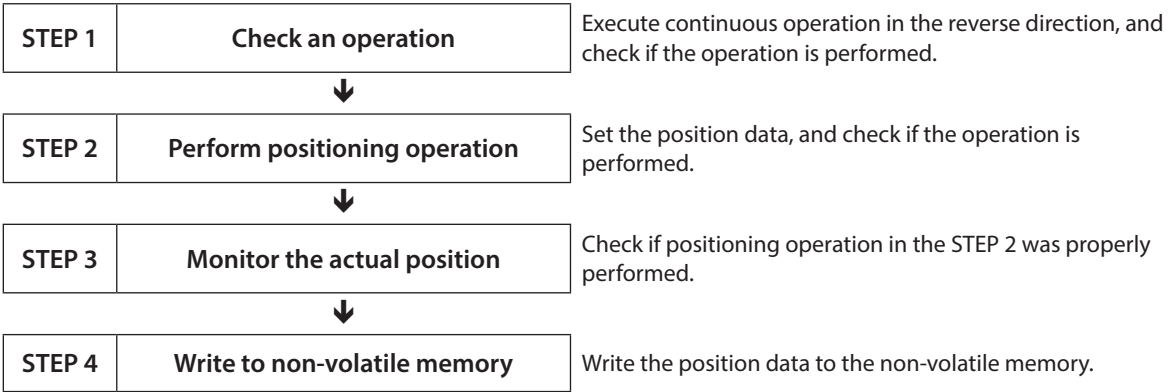 STEP 1 Check an operation
Execute continuous operation in the reverse direction, and
check if the operation is performed.
STEP 2 Perform positioning operation
Set the position data, and check if the operation is
performed.
STEP 3 Monitor the actual position
Check if positioning operation in the STEP 2 was properly
performed.
STEP 4 Write to non-volatile memory
Write the position data to the non-volatile memory.